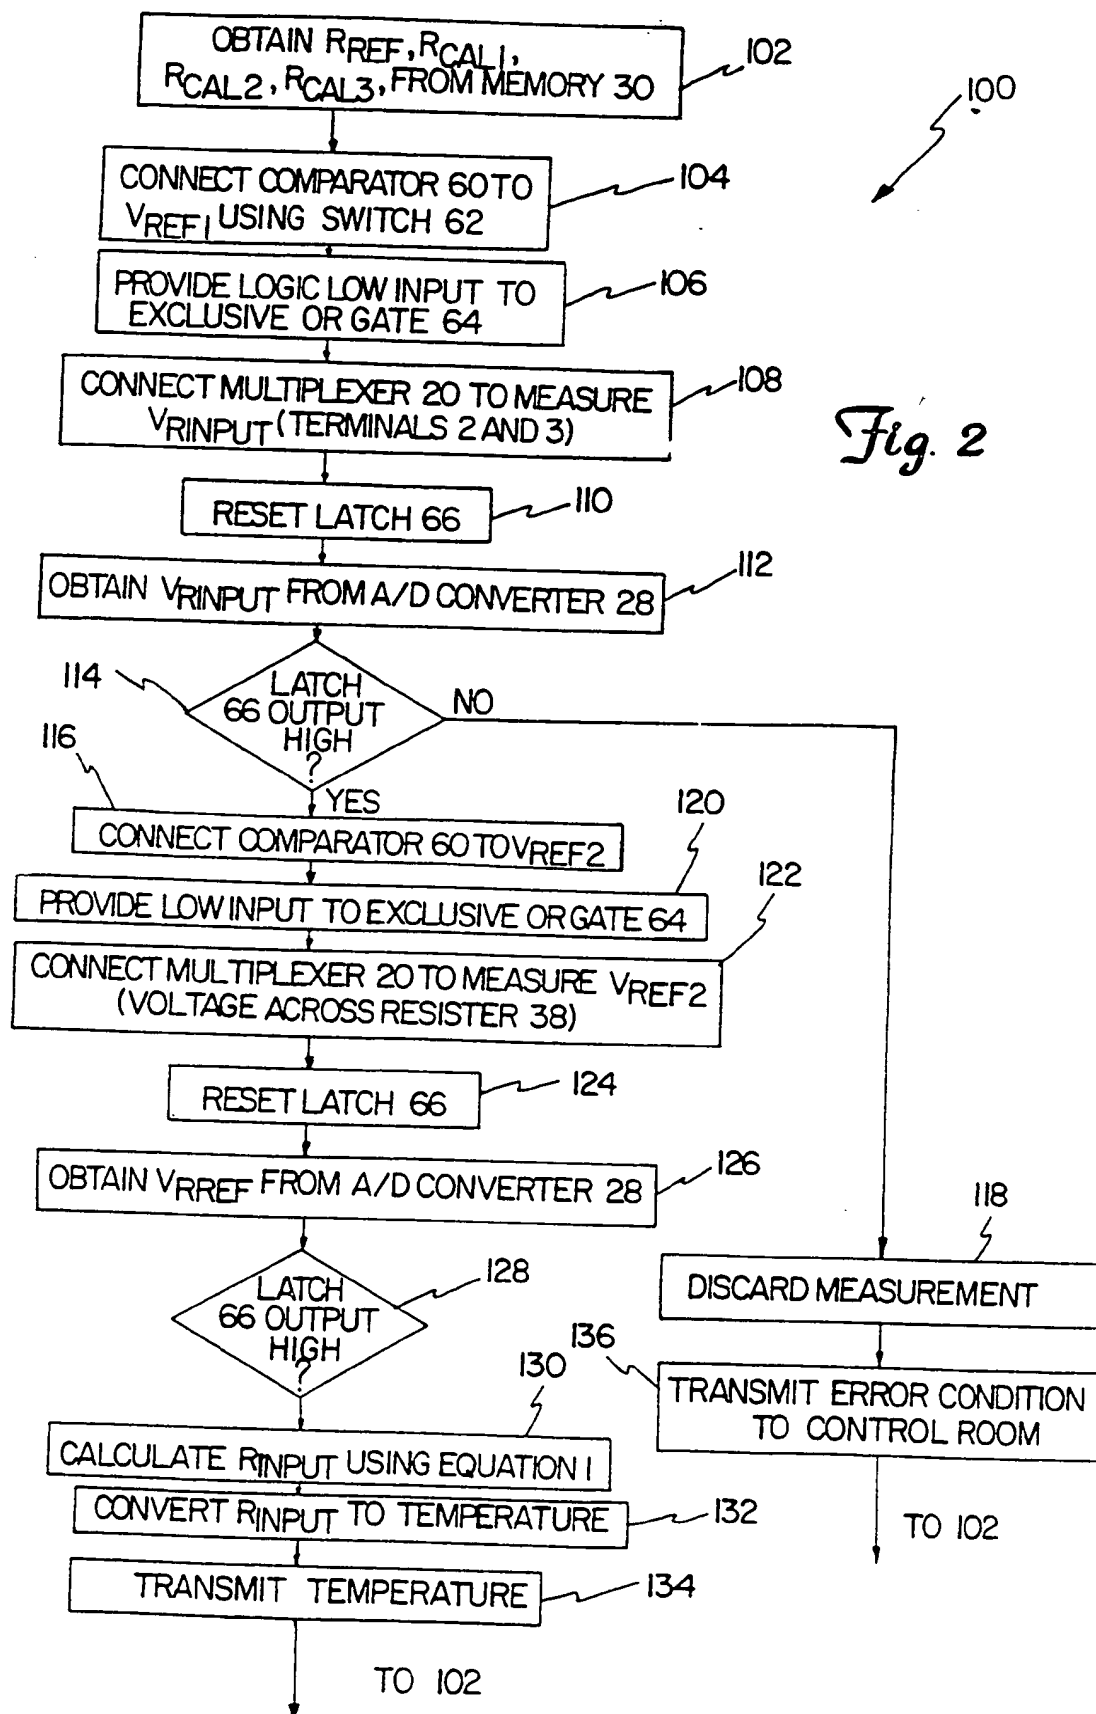 OBTAIN RREF, RCAL1,
RCAL2, RCAL3, FROM MEMORY 30
102
100
CONNECT COMPARATOR 60 TO
VREF1 USING SWITCH 62
104
PROVIDE LOGIC LOW INPUT TO
EXCLUSIVE OR GATE 64
106
CONNECT MULTIPLEXER 20 TO MEASURE
VRINPUT (TERMINALS 2 AND 3)
108
Fig. 2
RESET LATCH 66
110
OBTAIN VRINPUT FROM A/D CONVERTER 28
112
114
LATCH
66 OUTPUT
HIGH
?
NO
YES
116
CONNECT COMPARATOR 60 TO VREF2
120
PROVIDE LOW INPUT TO EXCLUSIVE OR GATE 64
122
CONNECT MULTIPLEXER 20 TO MEASURE VREF2
(VOLTAGE ACROSS RESISTER 38)
RESET LATCH 66
124
OBTAIN VRREF FROM A/D CONVERTER 28
126
LATCH
66 OUTPUT
HIGH
?
128
118
DISCARD MEASUREMENT
136
TRANSMIT ERROR CONDITION
TO CONTROL ROOM
TO 102
130
CALCULATE RINPUT USING EQUATION 1
CONVERT RINPUT TO TEMPERATURE
132
TRANSMIT TEMPERATURE
134
TO 102